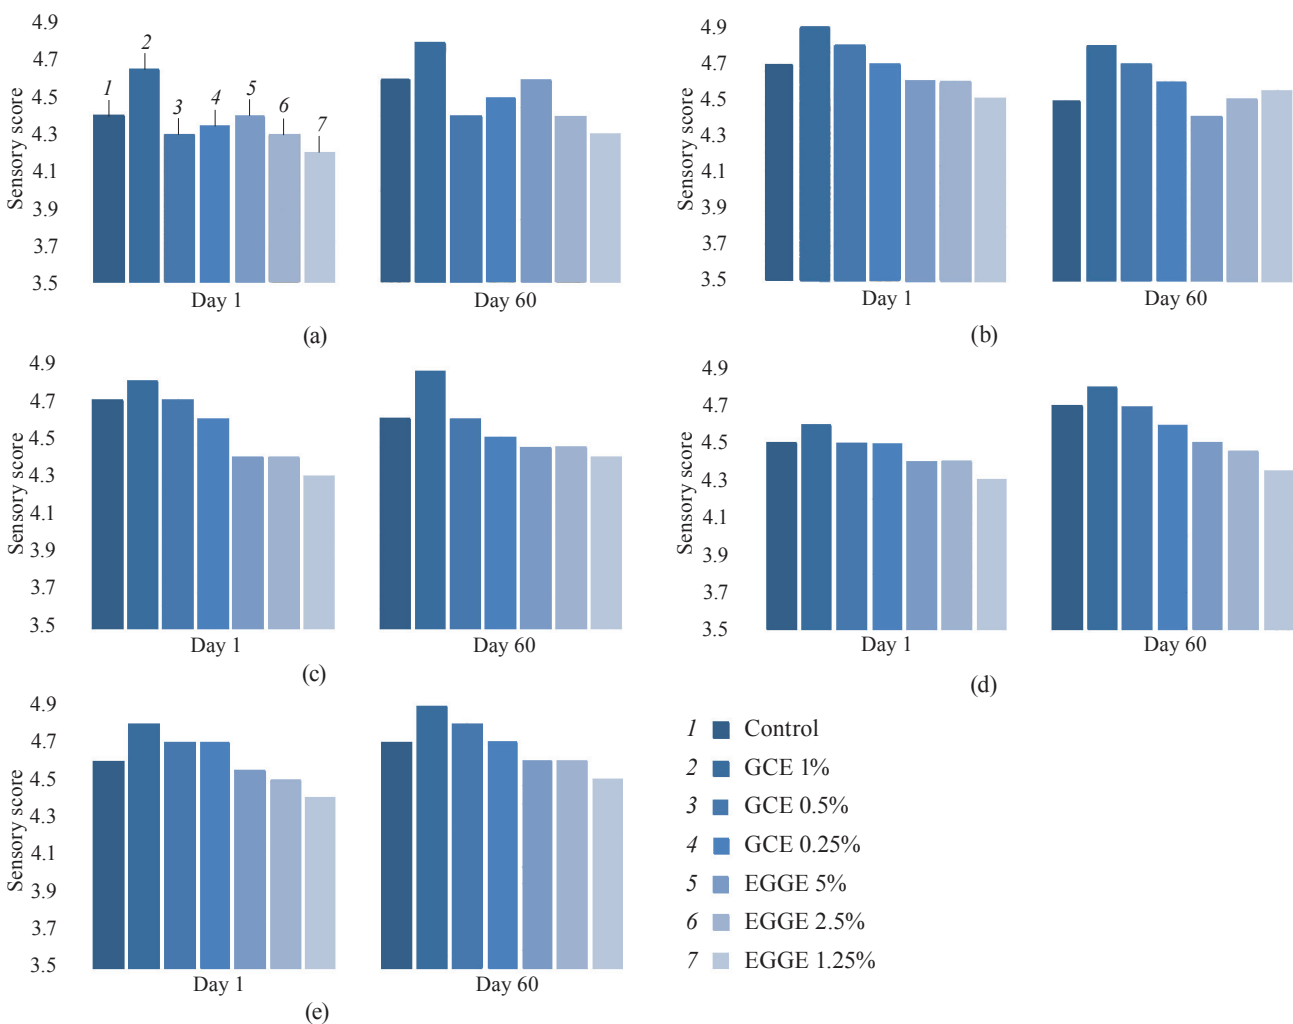 4.9
4.7
4.5
4.3
4.1
3.9
3.7
3.5
Sensory score
1
2
3
4
5
6
7
Day 1
Day 60
(a)
4.9
4.7
4.5
4.3
4.1
3.9
3.7
3.5
Sensory score
Day 1
Day 60
(b)
4.9
4.7
4.5
4.3
4.1
3.9
3.7
3.5
Sensory score
Day 1
Day 60
(c)
4.9
4.7
4.5
4.3
4.1
3.9
3.7
3.5
Sensory score
Day 1
Day 60
(d)
4.9
4.7
4.5
4.3
4.1
3.9
3.7
3.5
Sensory score
Day 1
Day 60
(e)
1 Control
2 GCE 1%
3 GCE 0.5%
4 GCE 0.25%
5 EGGE 5%
6 EGGE 2.5%
7 EGGE 1.25%